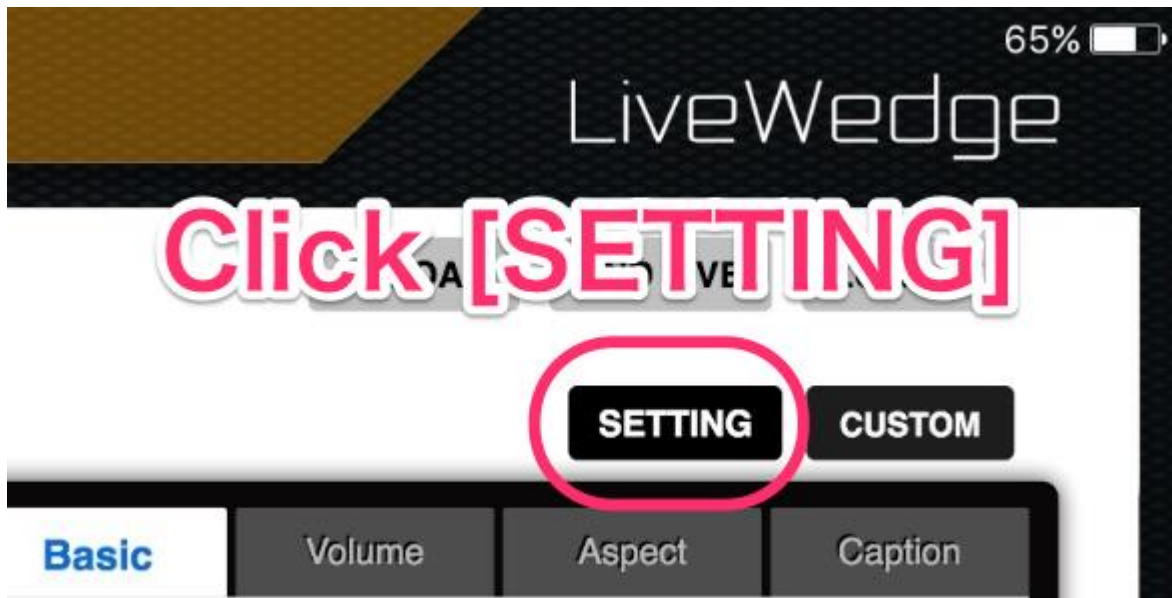 65%
LiveWedge
Click [SETTING]
SETTING CUSTOM
Basic Volume Aspect Caption